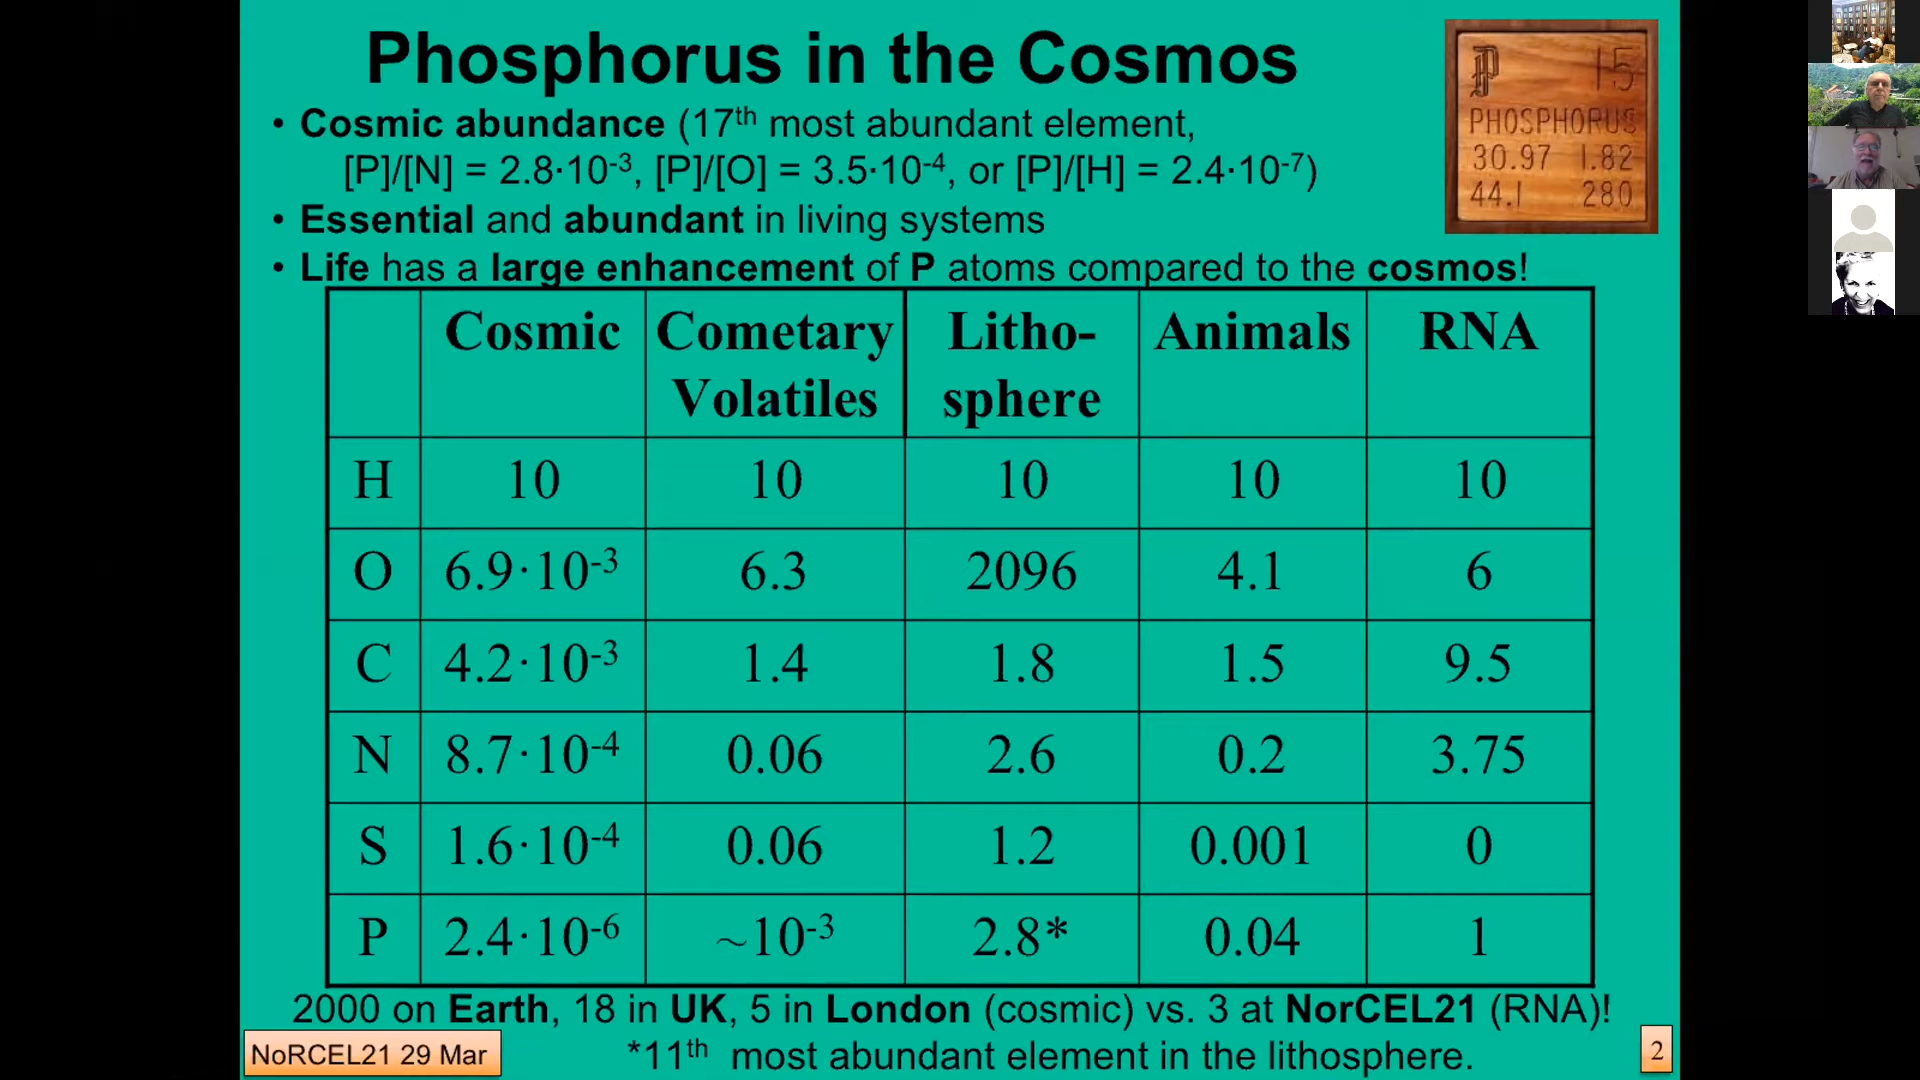 Phosphorus in the Cosmos
• Cosmic abundance (17th most abundant element,
[P]/[N] = 2.8·10-3, [P]/[O] = 3.5·10-4, or [P]/[H] = 2.4·10-7)
• Essential and abundant in living systems
• Life has a large enhancement of P atoms compared to the cosmos!
P 15
PHOSPHORUS
30.97 1.82
44.1 280
Cosmic Cometary Volatiles Litho-sphere Animals RNA
H 10 10 10 10 10
O 6.9·10-3 6.3 2096 4.1 6
C 4.2·10-3 1.4 1.8 1.5 9.5
N 8.7·10-4 0.06 2.6 0.2 3.75
S 1.6·10-4 0.06 1.2 0.001 0
P 2.4·10-6 ~10-3 2.8* 0.04 1
2000 on Earth, 18 in UK, 5 in London (cosmic) vs. 3 at NorCEL21 (RNA)!
*11th most abundant element in the lithosphere.
NoRCEL21 29 Mar
2